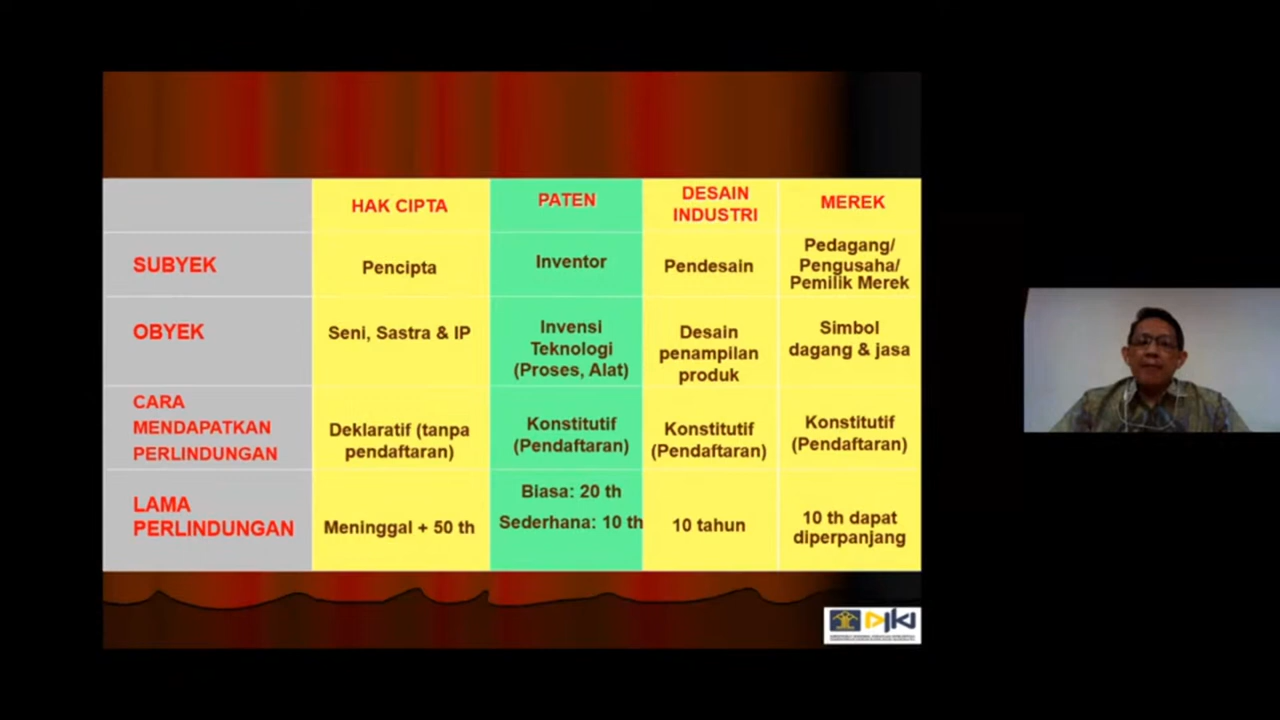 HAK CIPTA
PATEN
DESAIN
INDUSTRI
MEREK
SUBYEK
Pencipta
Inventor
Pendesain
Pedagang/
Pengusaha/
Pemilik Merek
OBYEK
Seni, Sastra & IP
Invensi
Teknologi
(Proses, Alat)
Desain
penampilan
produk
Simbol
dagang & jasa
CARA
MENDAPATKAN
PERLINDUNGAN
Deklaratif (tanpa
pendaftaran)
Konstitutif
(Pendaftaran)
Konstitutif
(Pendaftaran)
Konstitutif
(Pendaftaran)
LAMA
PERLINDUNGAN
Meninggal + 50 th
Biasa: 20 th
Sederhana: 10 th
10 tahun
10 th dapat
diperpanjang
DJKI